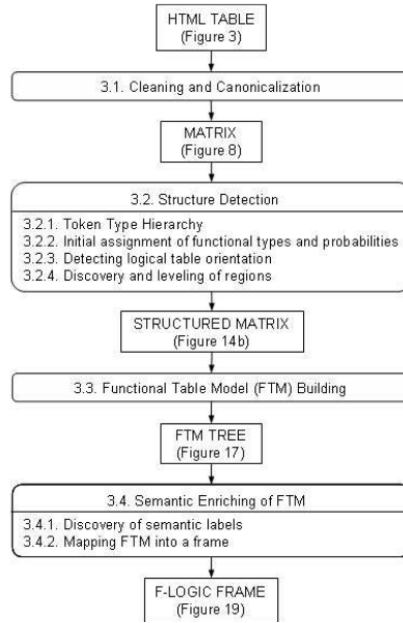 HTML TABLE
(Figure 3)
3.1. Cleaning and Canonicalization
MATRIX
(Figure 8)
3.2. Structure Detection
3.2.1. Token Type Hierarchy
3.2.2. Initial assignment of functional types and probabilities
3.2.3. Detecting logical table orientation
3.2.4. Discovery and leveling of regions
STRUCTURED MATRIX
(Figure 14b)
3.3. Functional Table Model (FTM) Building
FTM TREE
(Figure 17)
3.4. Semantic Enriching of FTM
3.4.1. Discovery of semantic labels
3.4.2. Mapping FTM into a frame
F-LOGIC FRAME
(Figure 19)